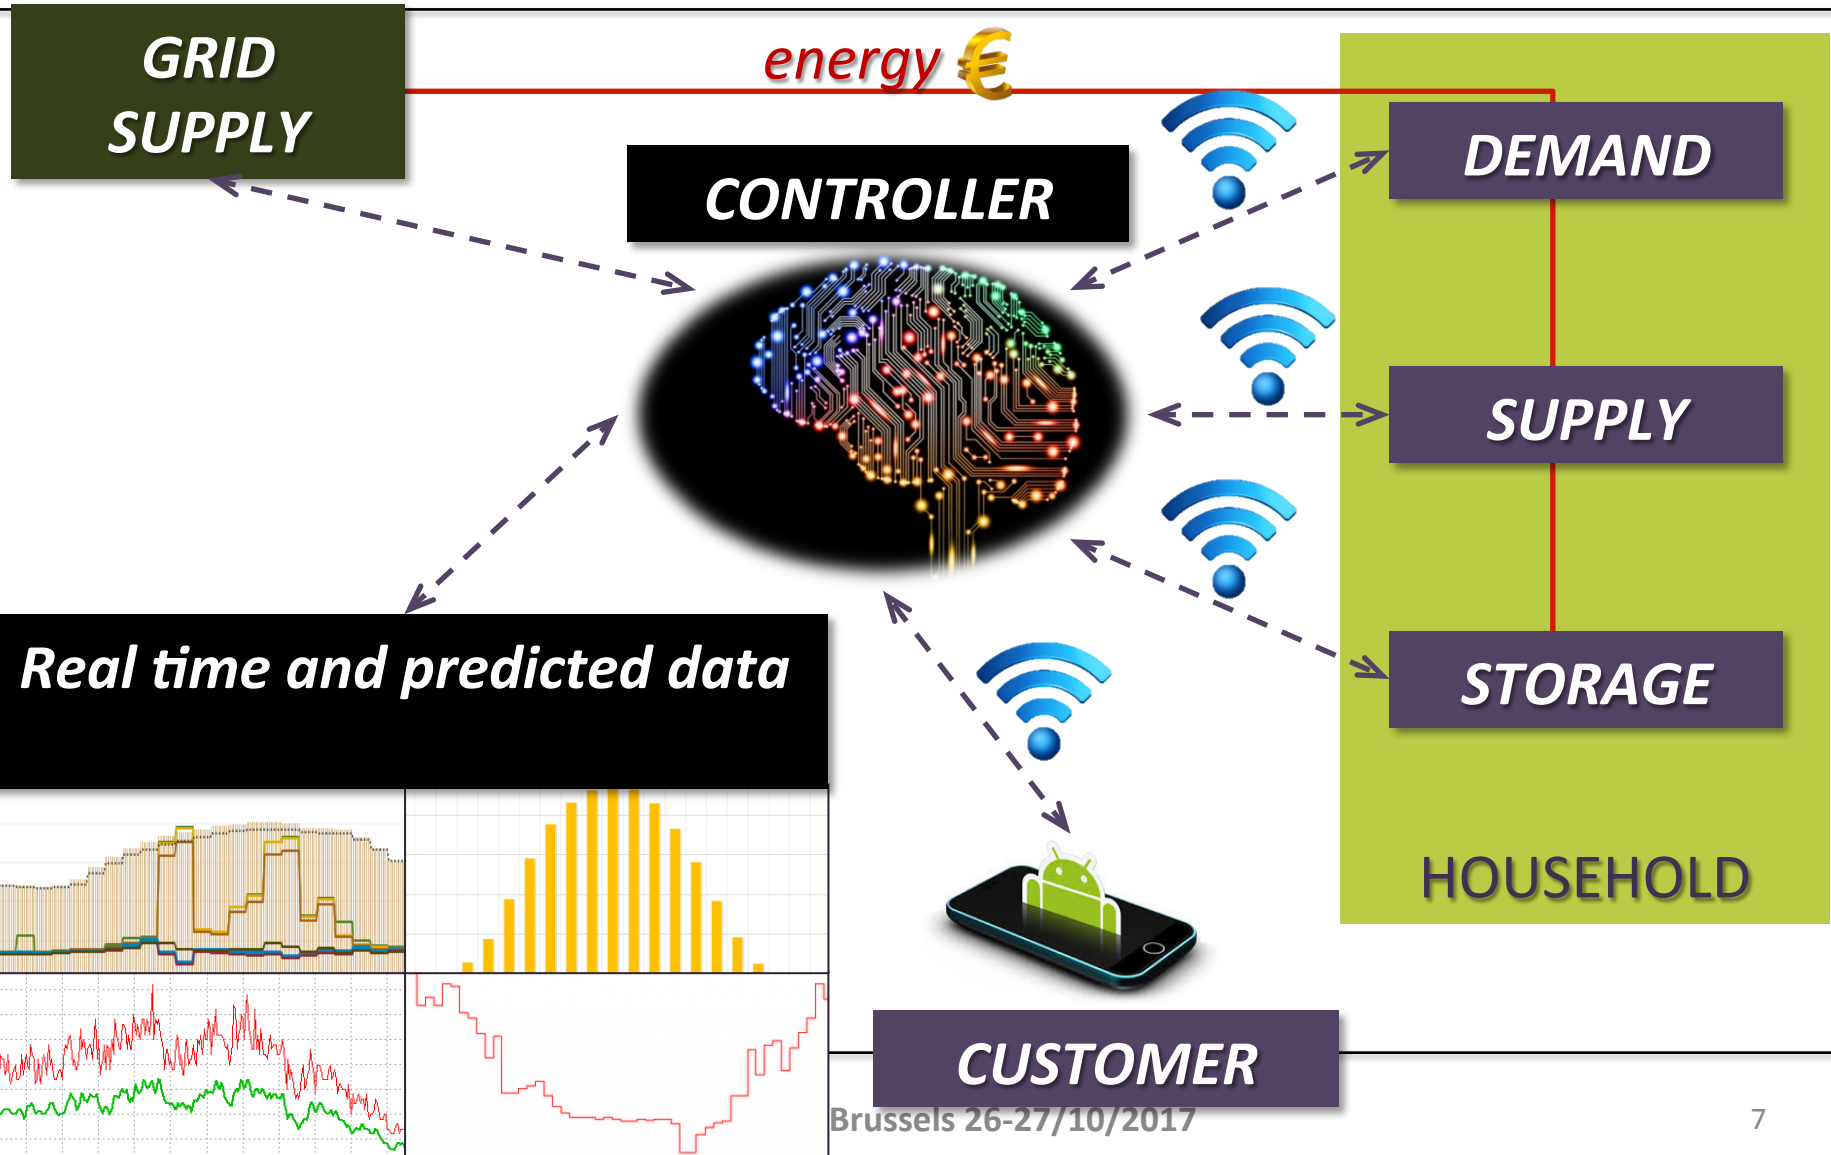 GRID
SUPPLY
energy €
CONTROLLER
DEMAND
SUPPLY
STORAGE
HOUSEHOLD
Real time and predicted data
CUSTOMER
Brussels 26-27/10/2017
7